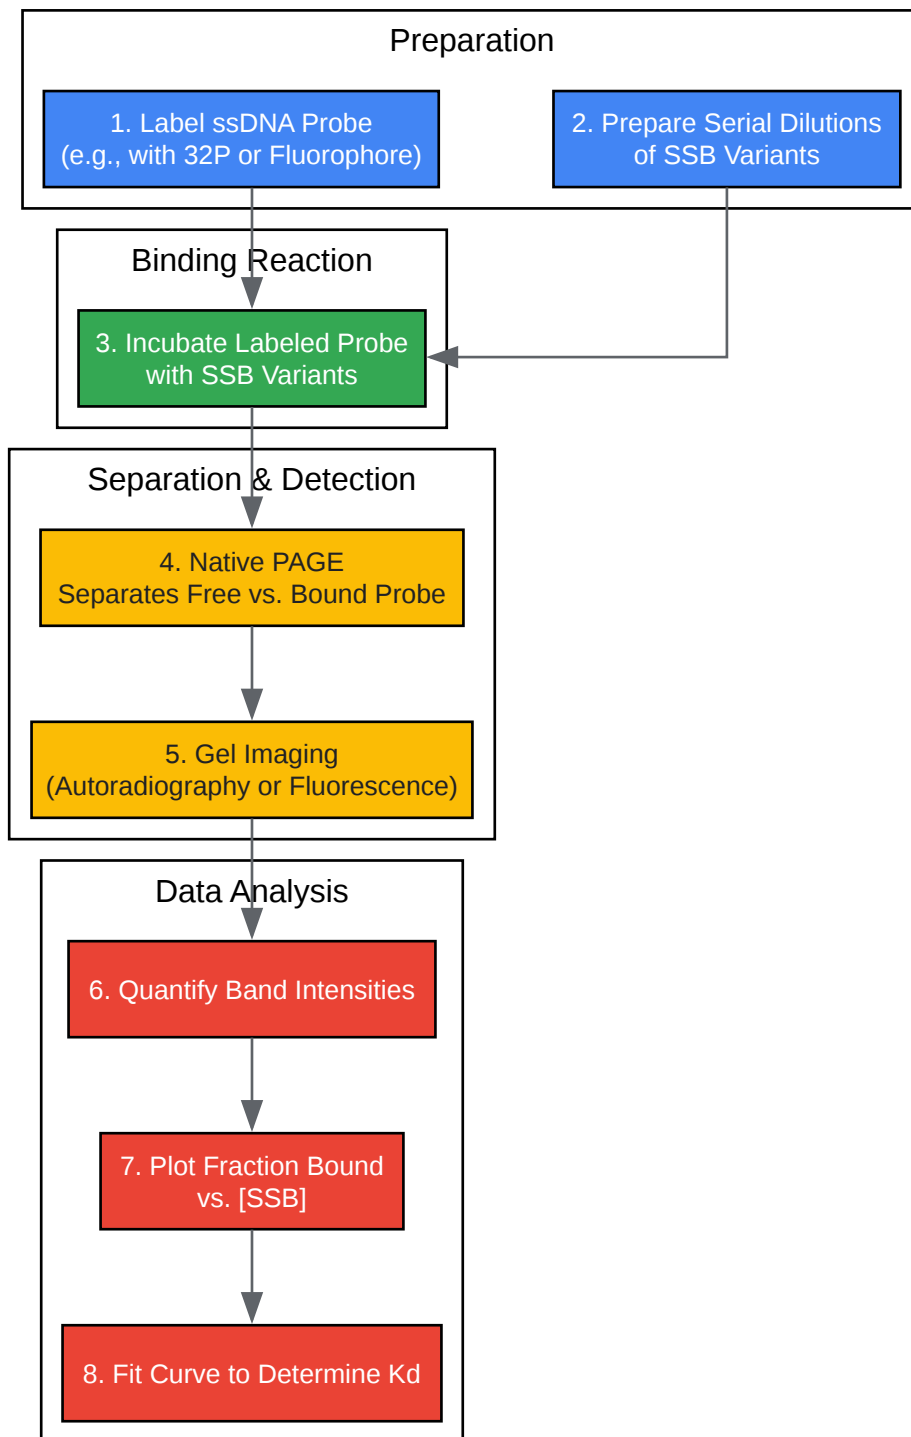 Preparation
1. Label ssDNA Probe
(e.g., with 32P or Fluorophore)
2. Prepare Serial Dilutions
of SSB Variants
Binding Reaction
3. Incubate Labeled Probe
with SSB Variants
Separation & Detection
4. Native PAGE
Separates Free vs. Bound Probe
5. Gel Imaging
(Autoradiography or Fluorescence)
Data Analysis
6. Quantify Band Intensities
7. Plot Fraction Bound
vs. [SSB]
8. Fit Curve to Determine Kd